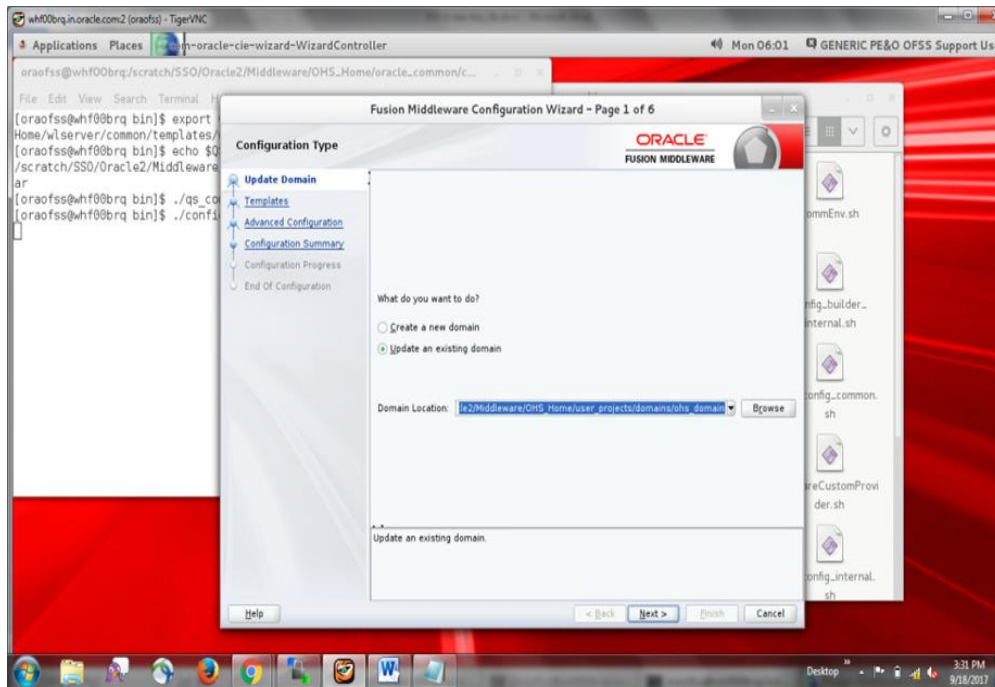 whf00brq.in.oracle.com:2 (oraofss) - TigerVNC
Applications Places om-oracle-cie-wizard-WizardController Mon 06:01 GENERIC PE&O OFSS Support Us
oraofss@whf00brq:/scratch/SSO/Oracle2/Middleware/OHS_Home/oracle_common/c...
File Edit View Search Terminal H
[oraofss@whf00brq bin]$ export
Home/wlserver/common/templates/
[oraofss@whf00brq bin]$ echo $Q
/scratch/SSO/Oracle2/Middleware
ar
[oraofss@whf00brq bin]$ ./qs_co
[oraofss@whf00brq bin]$ ./confi
Fusion Middleware Configuration Wizard - Page 1 of 6
Configuration Type
ORACLE
FUSION MIDDLEWARE
Update Domain
Templates
Advanced Configuration
Configuration Summary
Configuration Progress
End Of Configuration
What do you want to do?
Create a new domain
Update an existing domain
Domain Location: le2/Middleware/OHS_Home/user_projects/domains/ohs_domain Browse
Update an existing domain.
Help < Back Next > Finish Cancel
ommEnv.sh
nfig_builder_
internal.sh
onfig_common.
sh
areCustomProvi
der.sh
onfig_internal.
sh
Desktop
3:31 PM
9/18/2017